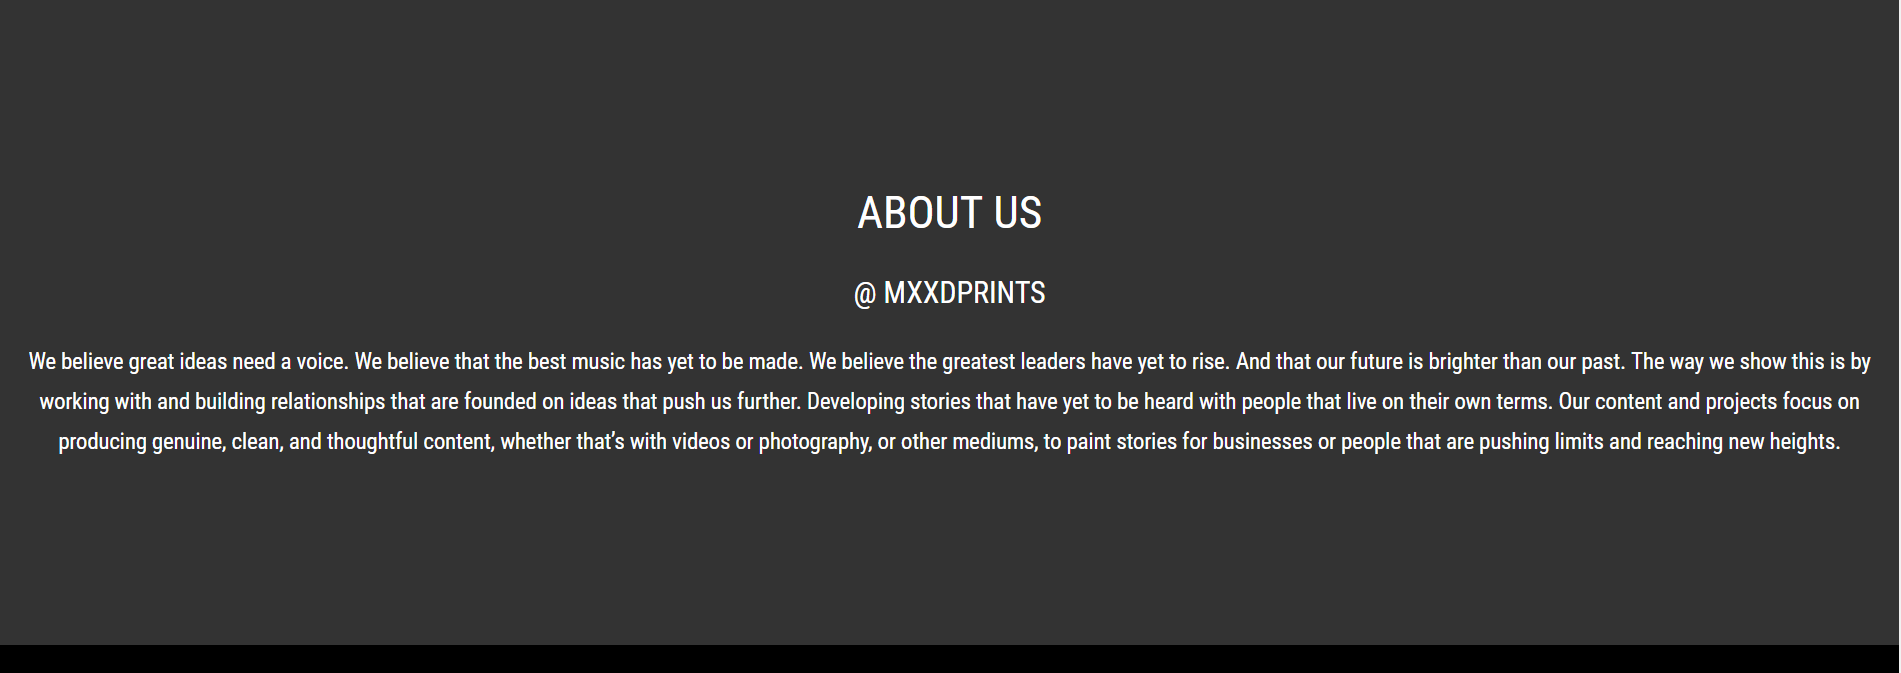 ABOUT US
@ MXXDPRINTS
We believe great ideas need a voice. We believe that the best music has yet to be made. We believe the greatest leaders have yet to rise. And that our future is brighter than our past. The way we show this is by
working with and building relationships that are founded on ideas that push us further. Developing stories that have yet to be heard with people that live on their own terms. Our content and projects focus on
producing genuine, clean, and thoughtful content, whether that’s with videos or photography, or other mediums, to paint stories for businesses or people that are pushing limits and reaching new heights.